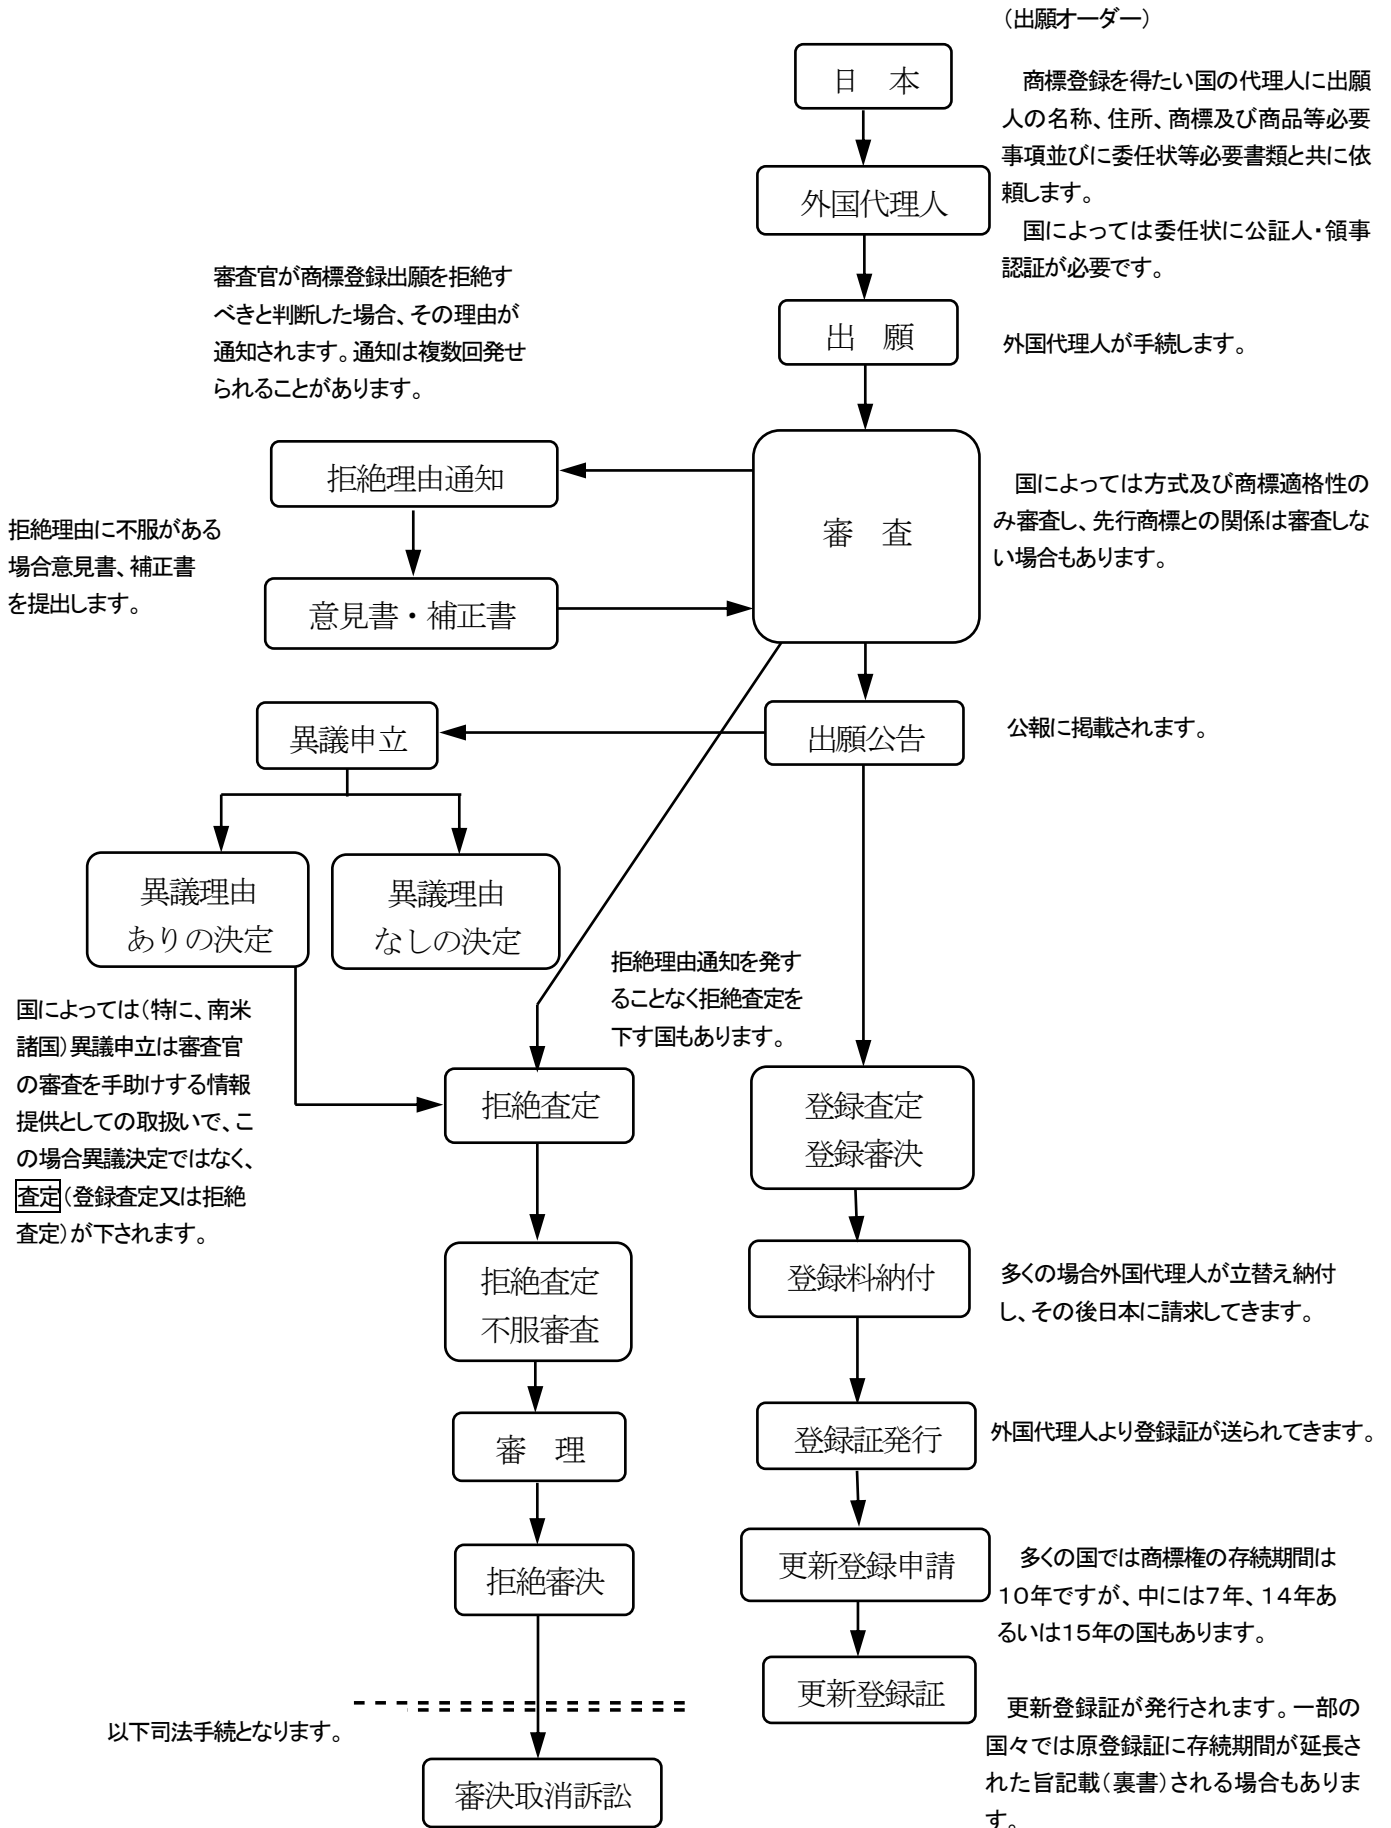 （出願オーダー）
日　本
商標登録を得たい国の代理人に出願
人の名称、住所、商標及び商品等必要
事項並びに委任状等必要書類と共に依
頼します。
国によっては委任状に公証人・領事
認証が必要です。
外国代理人
審査官が商標登録出願を拒絶す
べきと判断した場合、その理由が
通知されます。通知は複数回発せ
られることがあります。
出　願
外国代理人が手続します。
拒絶理由通知
審　査
国によっては方式及び商標適格性の
み審査し、先行商標との関係は審査しな
い場合もあります。
拒絶理由に不服がある
場合意見書、補正書
を提出します。
意見書・補正書
異議申立
出願公告
公報に掲載されます。
異議理由
ありの決定
異議理由
なしの決定
拒絶理由通知を発す
ることなく拒絶査定を
下す国もあります。
国によっては（特に、南米
諸国）異議申立は審査官
の審査を手助けする情報
提供としての取扱いで、こ
の場合異議決定ではなく、
査定（登録査定又は拒絶
査定）が下されます。
拒絶査定
登録査定
登録審決
拒絶査定
不服審査
登録料納付
多くの場合外国代理人が立替え納付
し、その後日本に請求してきます。
審　理
登録証発行
外国代理人より登録証が送られてきます。
拒絶審決
更新登録申請
多くの国では商標権の存続期間は
１０年ですが、中には７年、１４年あ
るいは１５年の国もあります。
更新登録証
更新登録証が発行されます。一部の
国々では原登録証に存続期間が延長さ
れた旨記載（裏書）される場合もありま
す。
以下司法手続となります。
審決取消訴訟